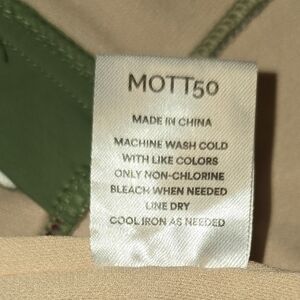 MOTT50
MADE IN CHINA
MACHINE WASH COLD
WITH LIKE COLORS
ONLY NON-CHLORINE
BLEACH WHEN NEEDED
LINE DRY
COOL IRON AS NEEDED